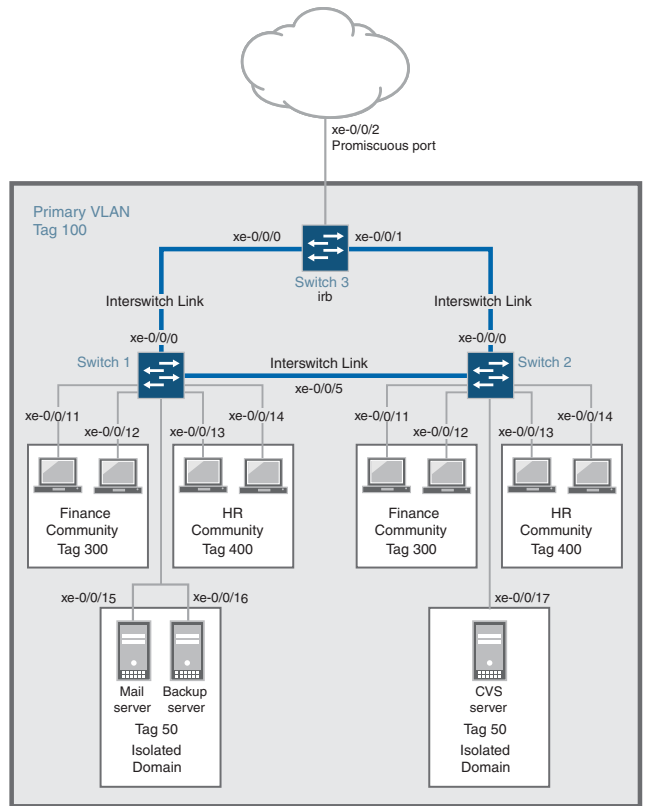 xe-0/0/2
Promiscuous port
Primary VLAN
Tag 100
xe-0/0/0
xe-0/0/1
Switch 3
irb
Interswitch Link
Interswitch Link
xe-0/0/0
xe-0/0/0
Switch 1
Interswitch Link
Switch 2
xe-0/0/5
xe-0/0/11
xe-0/0/12
xe-0/0/13
xe-0/0/14
xe-0/0/11
xe-0/0/12
xe-0/0/13
xe-0/0/14
Finance
Community
Tag 300
HR
Community
Tag 400
Finance
Community
Tag 300
HR
Community
Tag 400
xe-0/0/15
xe-0/0/16
xe-0/0/17
Mail
server
Backup
server
Tag 50
Isolated
Domain
CVS
server
Tag 50
Isolated
Domain